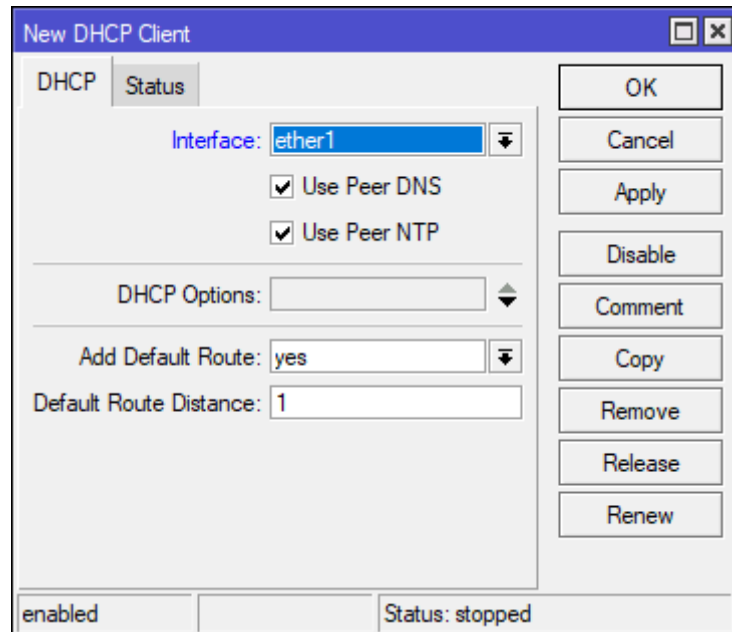 New DHCP Client
DHCP Status
Interface: ether1
Use Peer DNS
Use Peer NTP
DHCP Options:
Add Default Route: yes
Default Route Distance: 1
OK
Cancel
Apply
Disable
Comment
Copy
Remove
Release
Renew
enabled Status: stopped